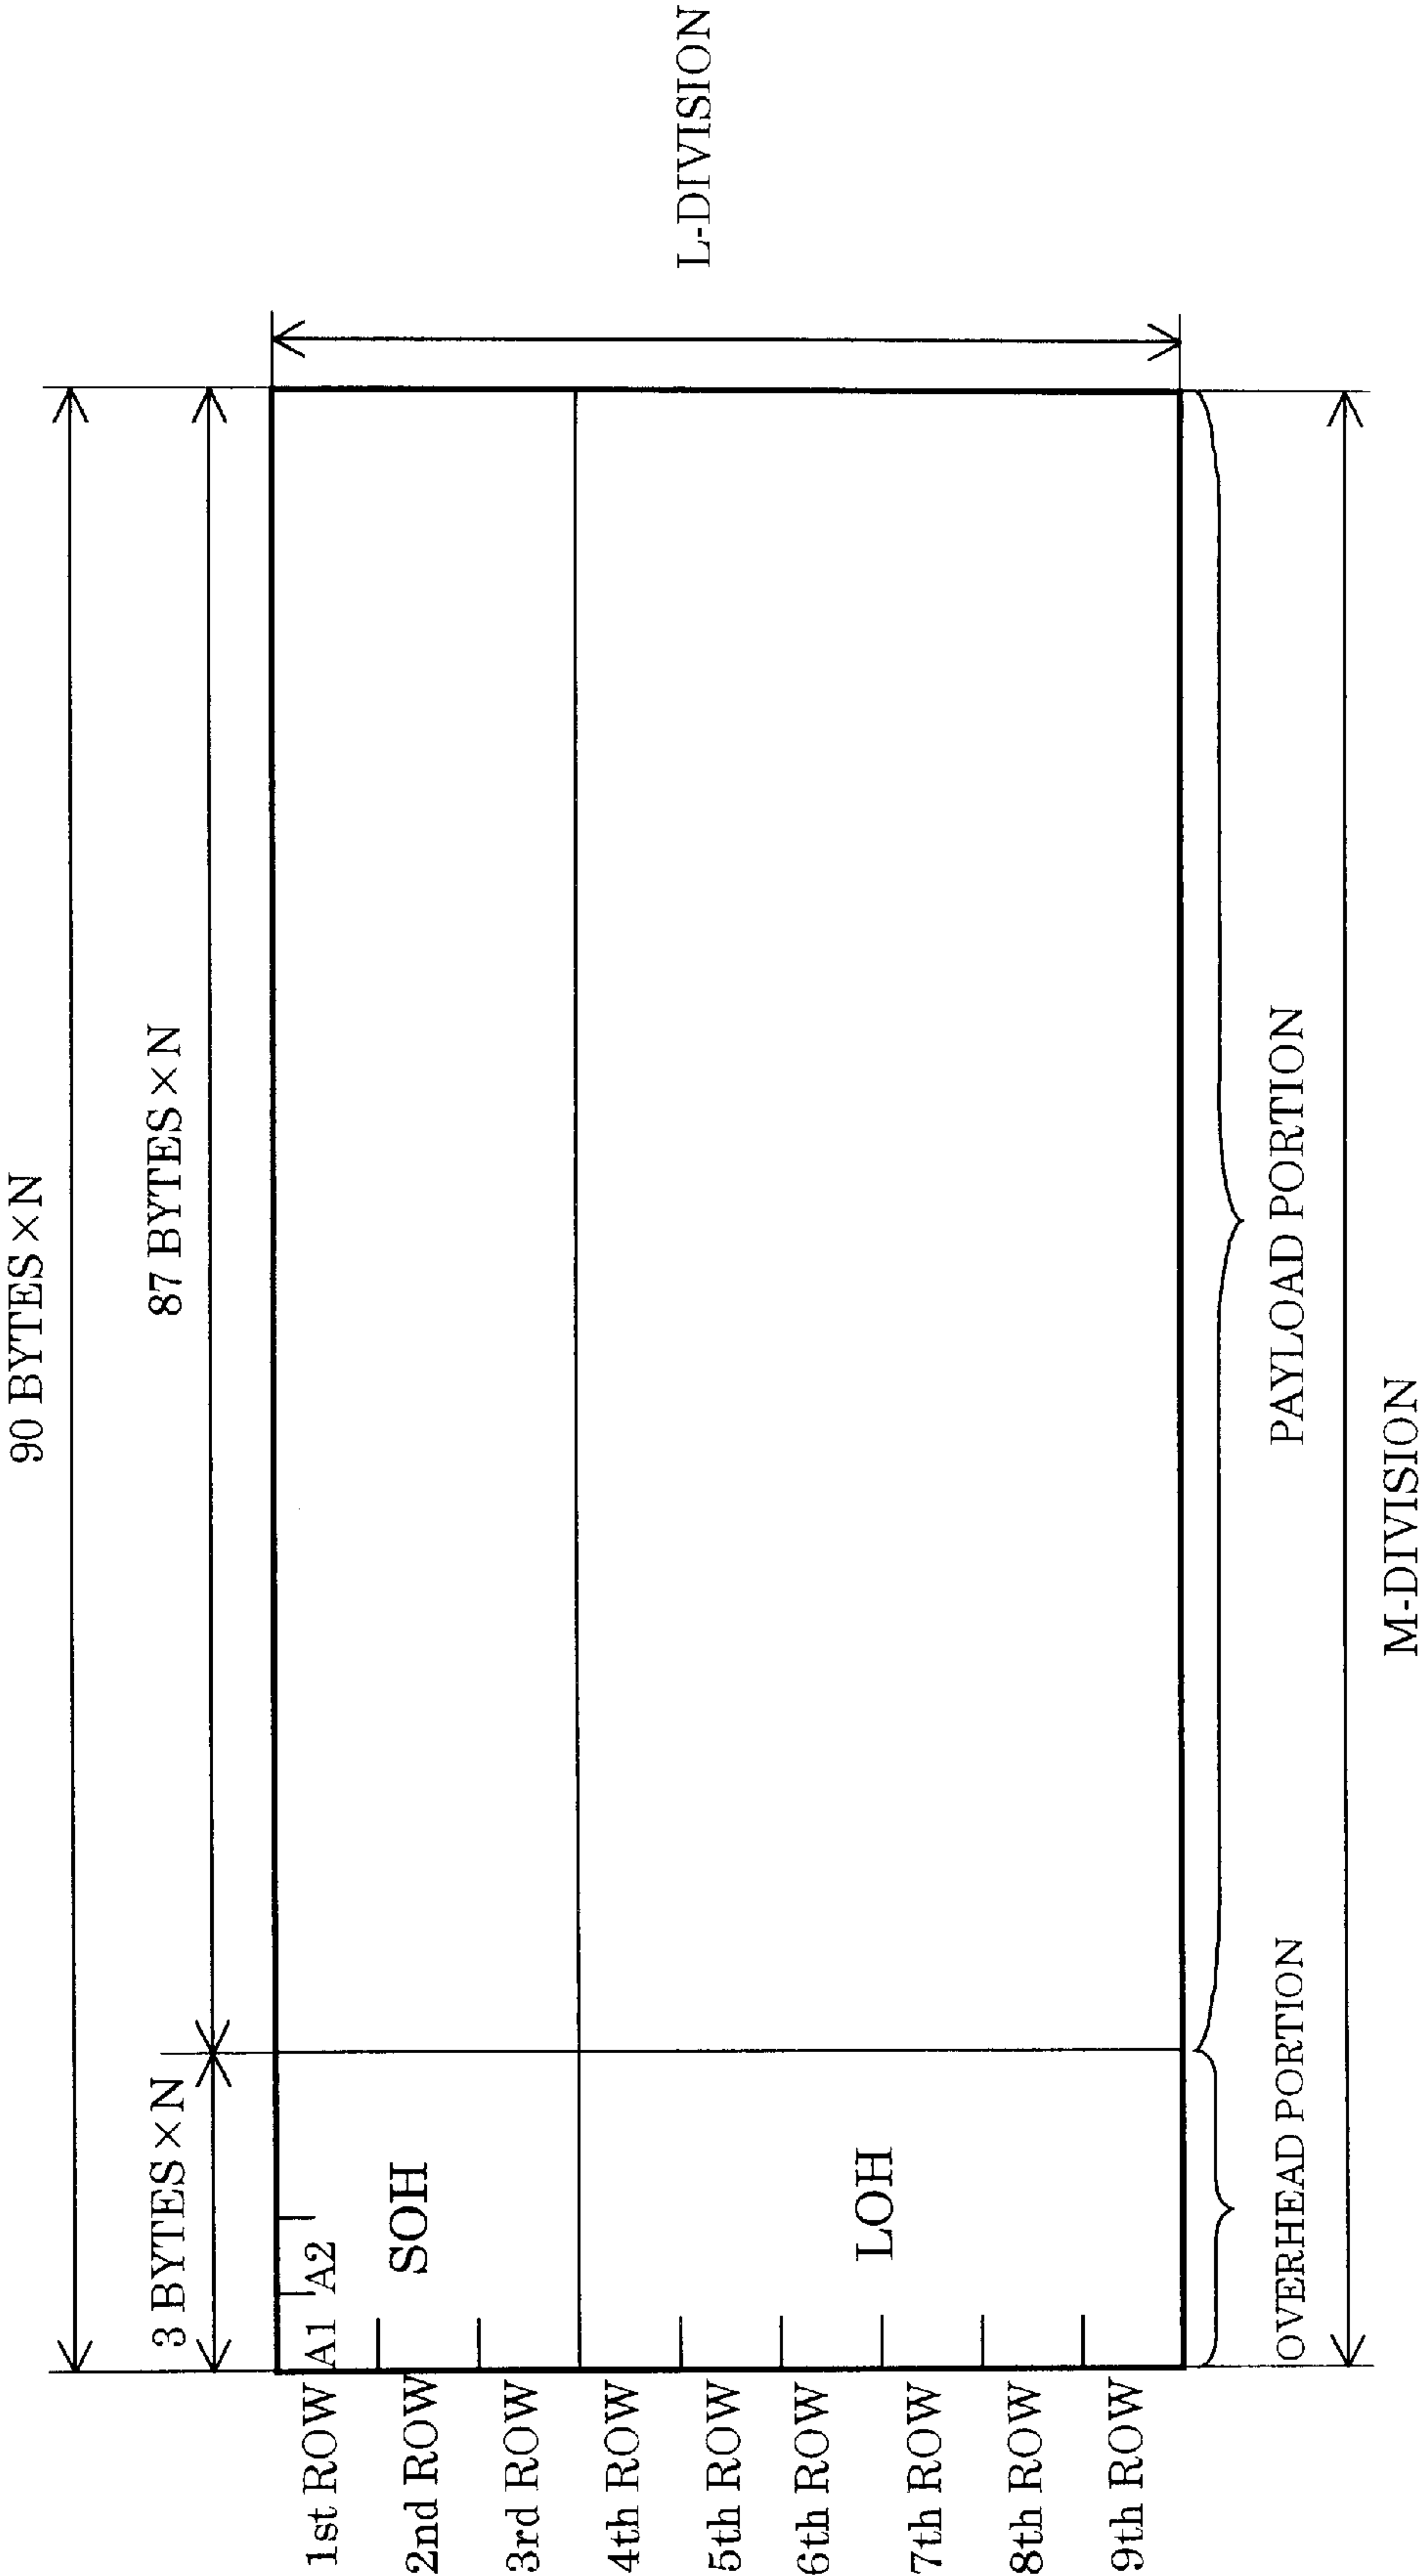 90 BYTES×N
3 BYTES×N
87 BYTES×N
1st ROW
A1
A2
2nd ROW
SOH
3rd ROW
4th ROW
5th ROW
6th ROW
LOH
7th ROW
8th ROW
9th ROW
L-DIVISION
OVERHEAD PORTION
PAYLOAD PORTION
M-DIVISION